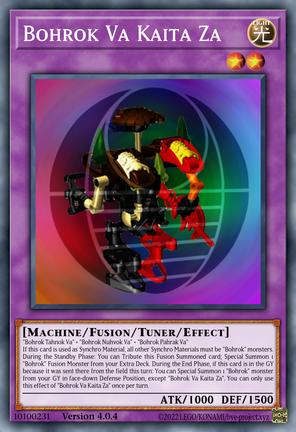 Bohrok Va Kaita Za
LIGHT
光
[Machine/Fusion/Tuner/Effect]
"Bohrok Tahnok Va" + "Bohrok Nuhvok Va" + "Bohrok Pahrak Va"
If this card is used as Synchro Material, all other Synchro Materials must be "Bohrok" monsters.
During the Standby Phase: You can Tribute this Fusion Summoned card; Special Summon 1
"Bohrok" Fusion Monster from your Extra Deck. During the End Phase, if this card is in the GY
because it was sent there from the field this turn: You can Special Summon 1 "Bohrok" monster
from your GY in face-down Defense Position, except "Bohrok Va Kaita Za". You can only use
this effect of "Bohrok Va Kaita Za" once per turn.
ATK/1000 DEF/1500
10100231 Version 4.0.4 ©2022 LEGO/KONAMI/bye-project.xyz